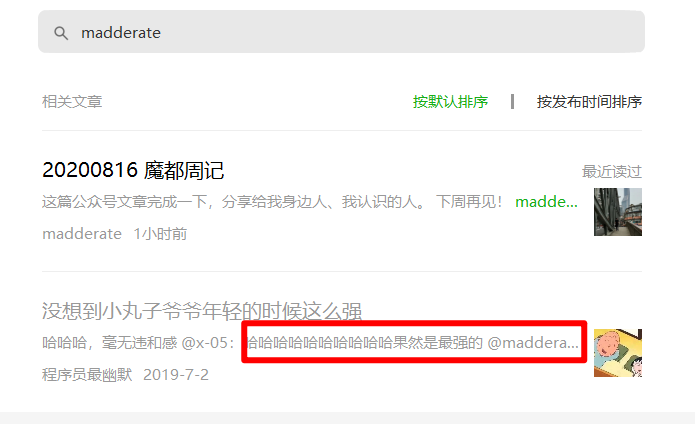 madderate
相关文章 按默认排序 | 按发布时间排序
20200816 魔都周记 最近读过
这篇公众号文章完成一下，分享给我身边人、我认识的人。 下周再见！ madde...
madderate 1小时前
没想到小丸子爷爷年轻的时候这么强
哈哈哈，毫无违和感 @x-05：哈哈哈哈哈哈哈哈哈哈果然是最强的 @maddera...
程序员最幽默 2019-7-2